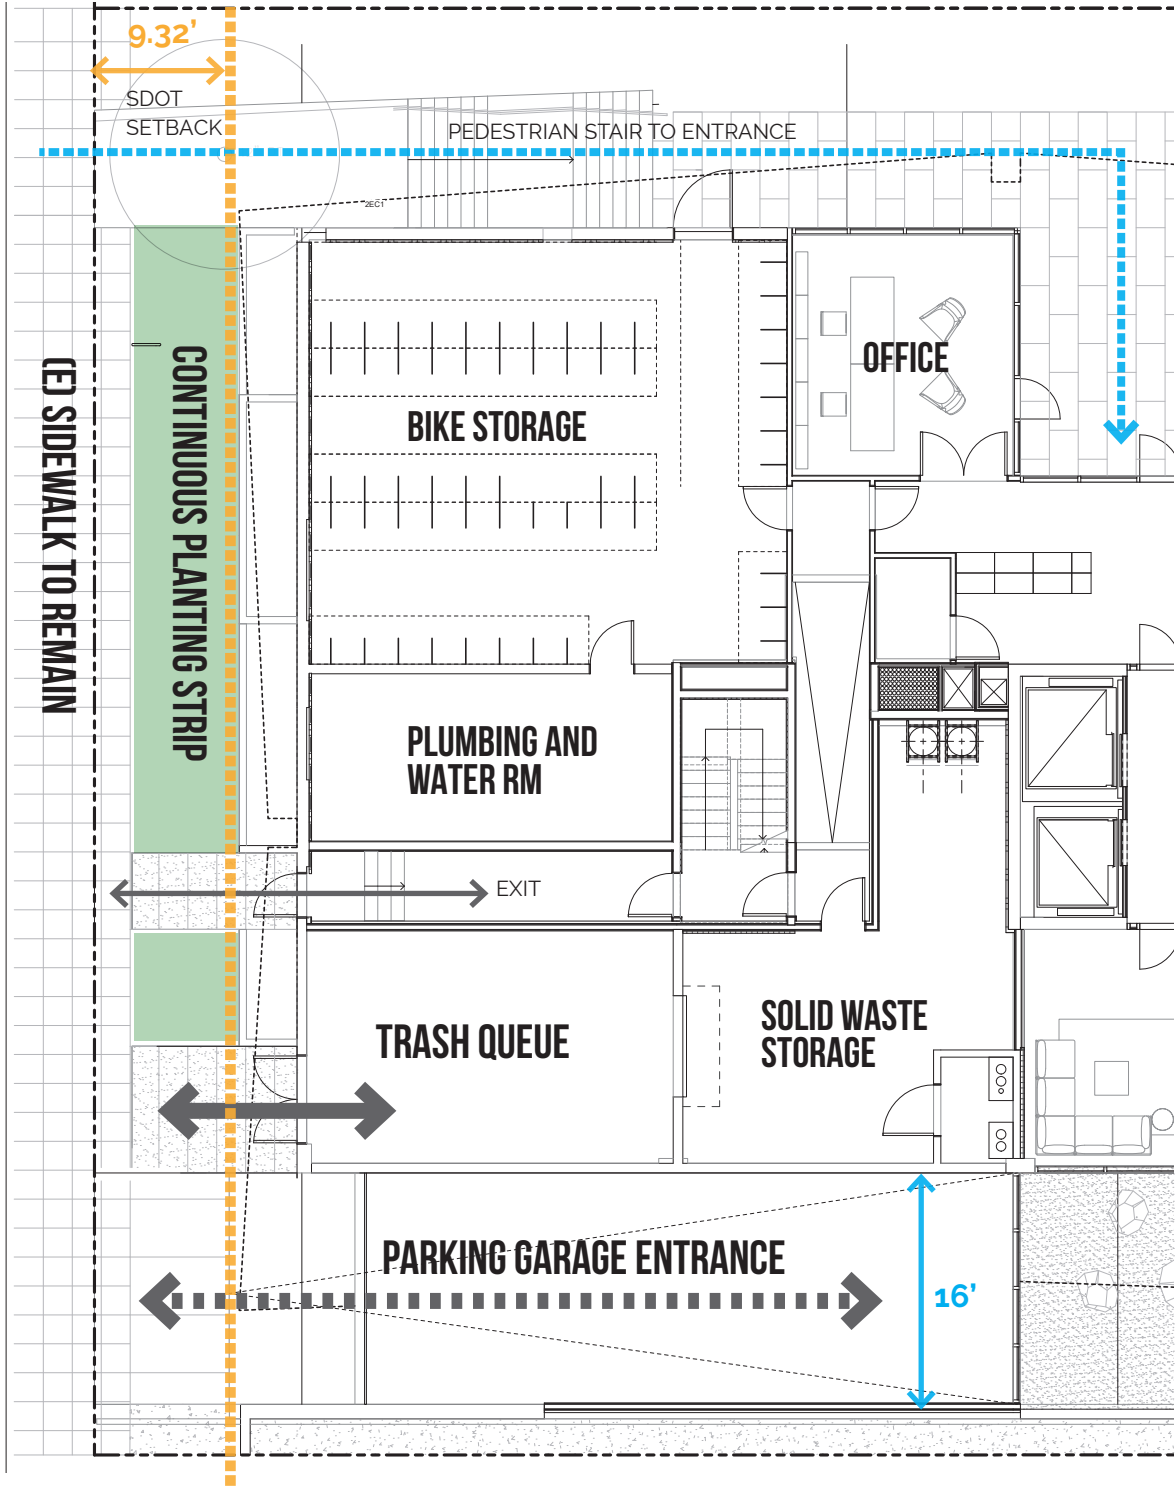 9.32’
SDOT
SETBACK
PEDESTRIAN STAIR TO ENTRANCE
2EC1
OFFICE
BIKE STORAGE
CONTINUOUS PLANTING STRIP
(E) SIDEWALK TO REMAIN
PLUMBING AND
WATER RM
EXIT
TRASH QUEUE
SOLID WASTE
STORAGE
PARKING GARAGE ENTRANCE
16’